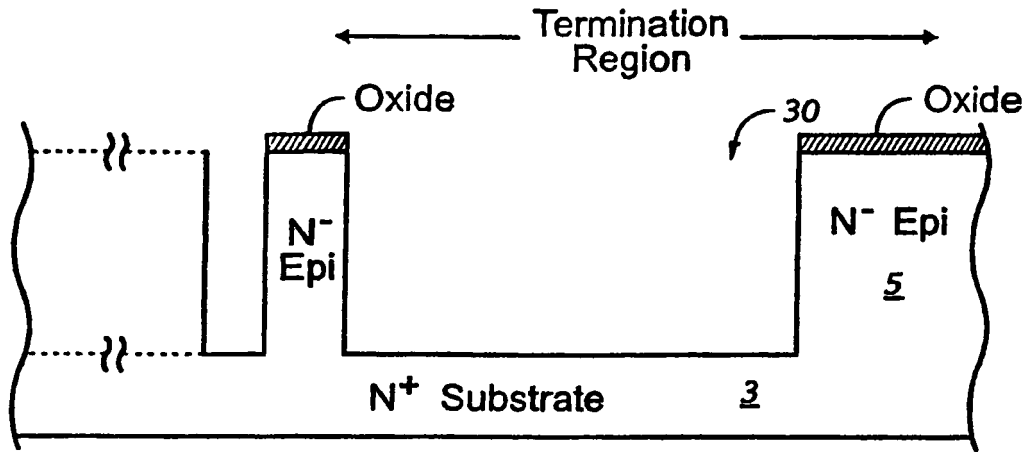 Termination
Region
Oxide
30
Oxide
N⁻
Epi
N⁻ Epi
5
N⁺ Substrate
3